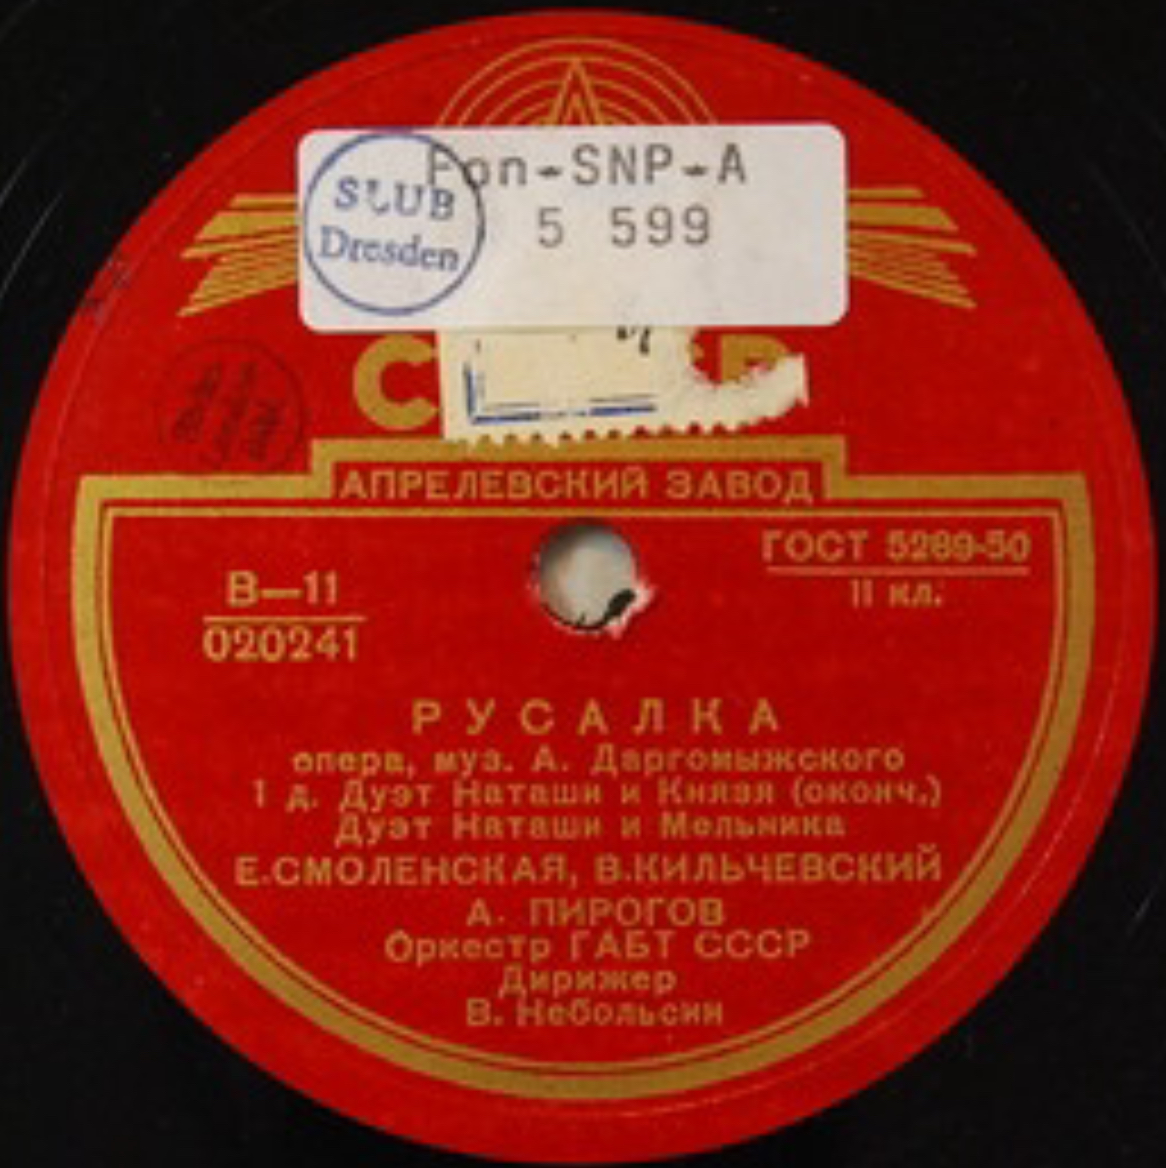 Fon-SNP-A
5 599
SLUB
Dresden
АПРЕЛЕВСКИЙ ЗАВОД
ГОСТ 5289-50
II кл.
В—11
020241
РУСАЛКА
опера, муз. А. Даргомыжского
1 д. Дуэт Наташи и Князя (оконч.)
Дуэт Наташи и Мельника
Е.СМОЛЕНСКАЯ, В.КИЛЬЧЕВСКИЙ
А. ПИРОГОВ
Оркестр ГАБТ СССР
Дирижер
В. Небольсин